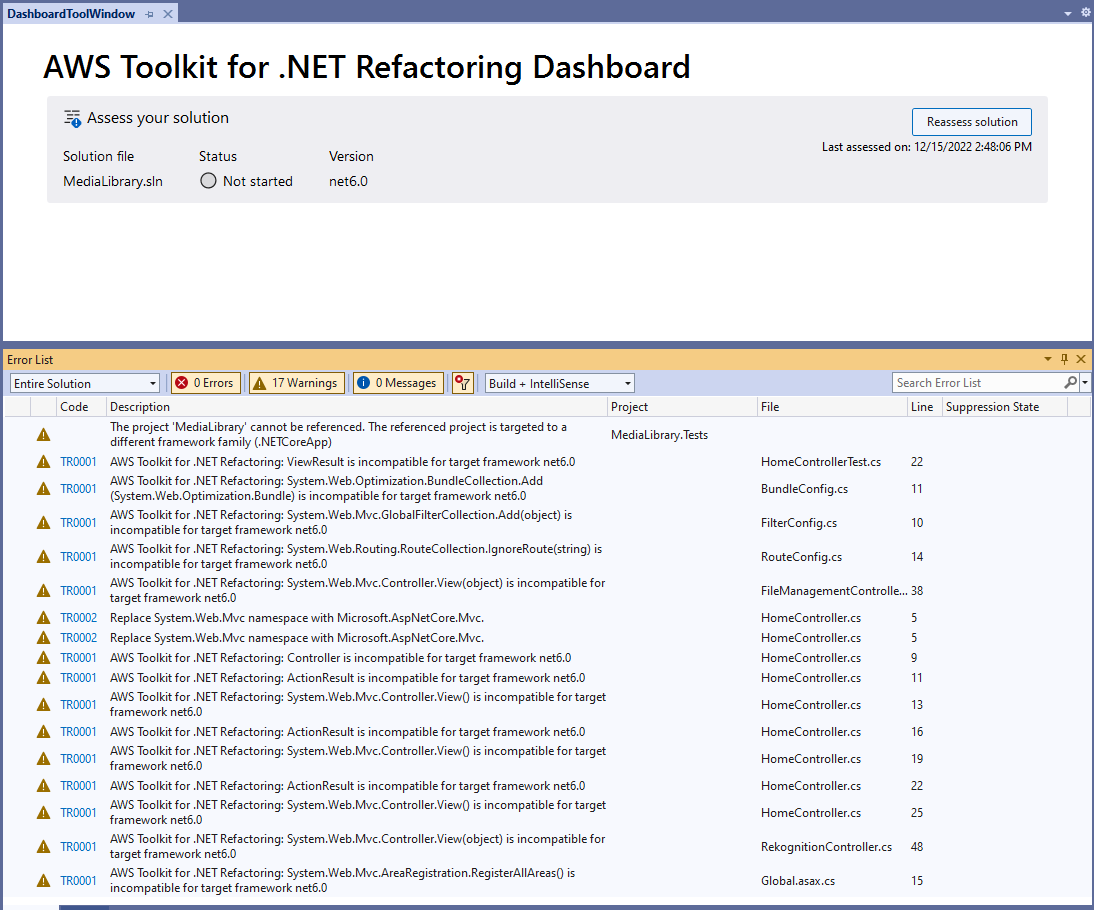 DashboardToolWindow
AWS Toolkit for .NET Refactoring Dashboard
Assess your solution
Reassess solution
Last assessed on: 12/15/2022 2:48:06 PM
Solution file Status Version
MediaLibrary.sln Not started net6.0
Error List
Entire Solution 0 Errors 17 Warnings 0 Messages Build + IntelliSense Search Error List
Code Description Project File Line Suppression State
The project 'MediaLibrary' cannot be referenced. The referenced project is targeted to a
different framework family (.NETCoreApp)
MediaLibrary.Tests
TR0001 AWS Toolkit for .NET Refactoring: ViewResult is incompatible for target framework net6.0 HomeControllerTest.cs 22
AWS Toolkit for .NET Refactoring: System.Web.Optimization.BundleCollection.Add
TR0001 (System.Web.Optimization.Bundle) is incompatible for target framework net6.0 BundleConfig.cs 11
AWS Toolkit for .NET Refactoring: System.Web.Mvc.GlobalFilterCollection.Add(object) is
TR0001 incompatible for target framework net6.0 FilterConfig.cs 10
AWS Toolkit for .NET Refactoring: System.Web.Routing.RouteCollection.IgnoreRoute(string) is
TR0001 incompatible for target framework net6.0 RouteConfig.cs 14
AWS Toolkit for .NET Refactoring: System.Web.Mvc.Controller.View(object) is incompatible for
TR0001 target framework net6.0 FileManagementControlle... 38
TR0002 Replace System.Web.Mvc namespace with Microsoft.AspNetCore.Mvc. HomeController.cs 5
TR0002 Replace System.Web.Mvc namespace with Microsoft.AspNetCore.Mvc. HomeController.cs 5
TR0001 AWS Toolkit for .NET Refactoring: Controller is incompatible for target framework net6.0 HomeController.cs 9
TR0001 AWS Toolkit for .NET Refactoring: ActionResult is incompatible for target framework net6.0 HomeController.cs 11
AWS Toolkit for .NET Refactoring: System.Web.Mvc.Controller.View() is incompatible for target
TR0001 framework net6.0 HomeController.cs 13
TR0001 AWS Toolkit for .NET Refactoring: ActionResult is incompatible for target framework net6.0 HomeController.cs 16
AWS Toolkit for .NET Refactoring: System.Web.Mvc.Controller.View() is incompatible for target
TR0001 framework net6.0 HomeController.cs 19
TR0001 AWS Toolkit for .NET Refactoring: ActionResult is incompatible for target framework net6.0 HomeController.cs 22
AWS Toolkit for .NET Refactoring: System.Web.Mvc.Controller.View() is incompatible for target
TR0001 framework net6.0 HomeController.cs 25
AWS Toolkit for .NET Refactoring: System.Web.Mvc.Controller.View(object) is incompatible for
TR0001 target framework net6.0 RekognitionController.cs 48
AWS Toolkit for .NET Refactoring: System.Web.Mvc.AreaRegistration.RegisterAllAreas() is
TR0001 incompatible for target framework net6.0 Global.asax.cs 15